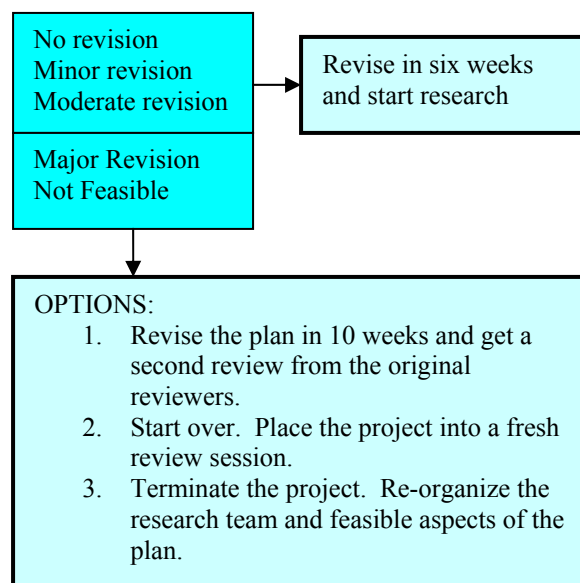 No revision
Minor revision
Moderate revision
Revise in six weeks
and start research
Major Revision
Not Feasible
OPTIONS:
1. Revise the plan in 10 weeks and get a
second review from the original
reviewers.
2. Start over.  Place the project into a fresh
review session.
3. Terminate the project.  Re-organize the
research team and feasible aspects of the
plan.